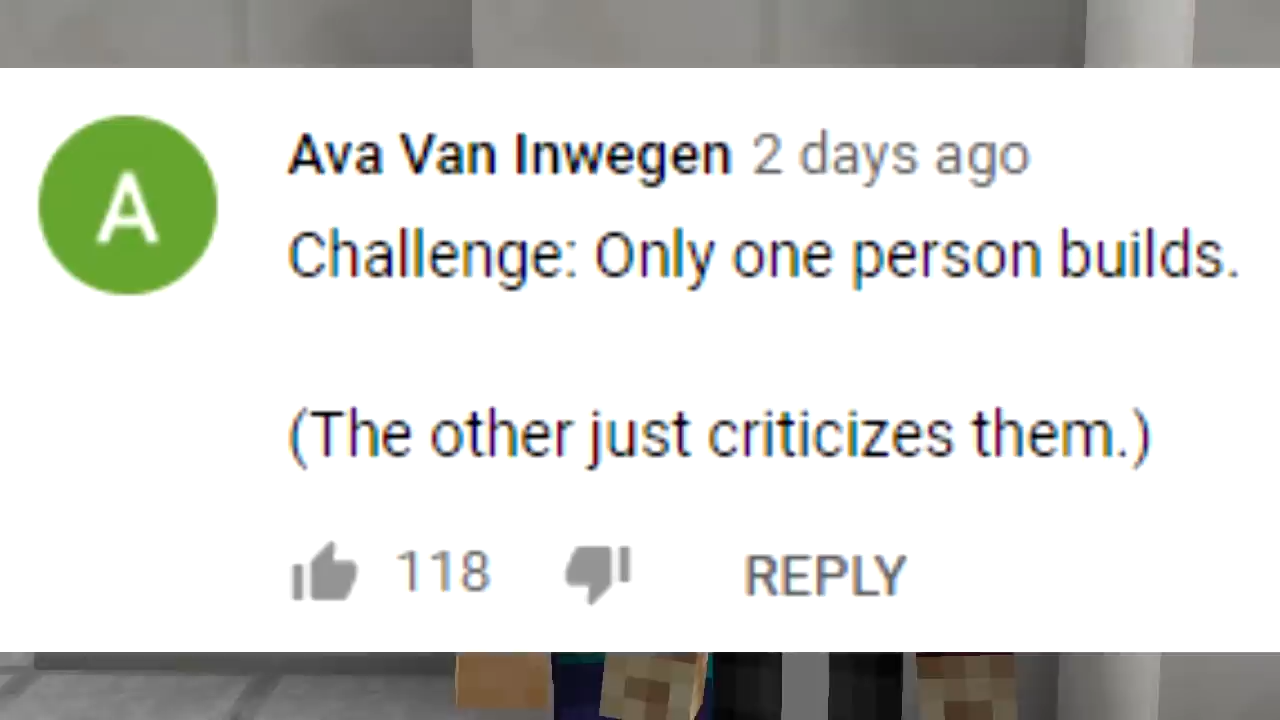 A
Ava Van Inwegen 2 days ago
Challenge: Only one person builds.
(The other just criticizes them.)
118 REPLY